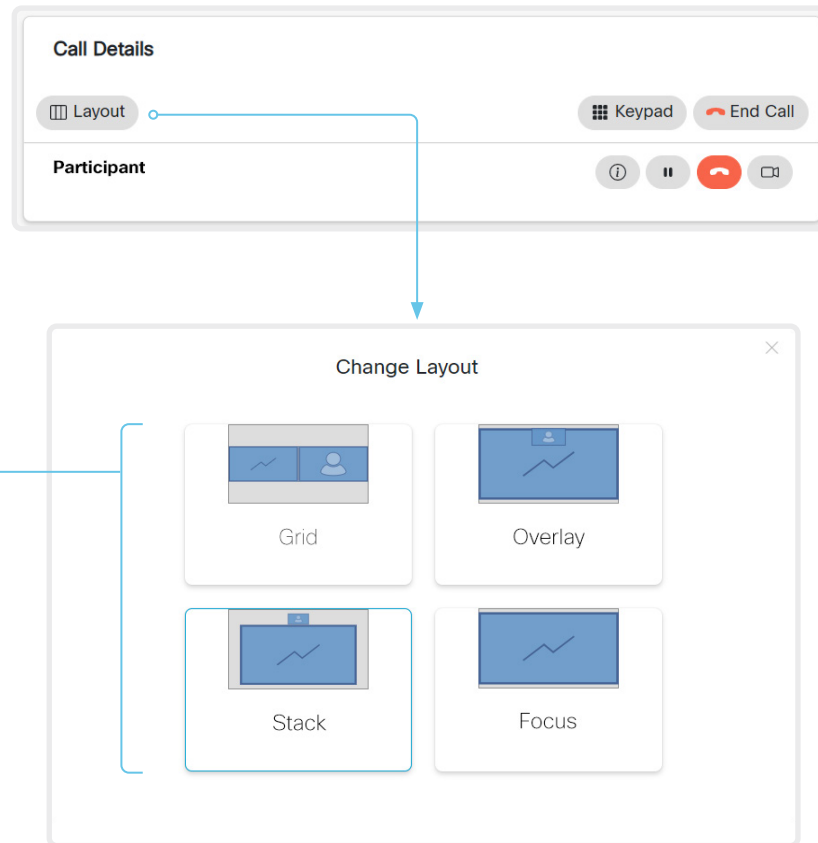 Call Details
Layout
Keypad
End Call
Participant
Change Layout
Grid
Overlay
Stack
Focus